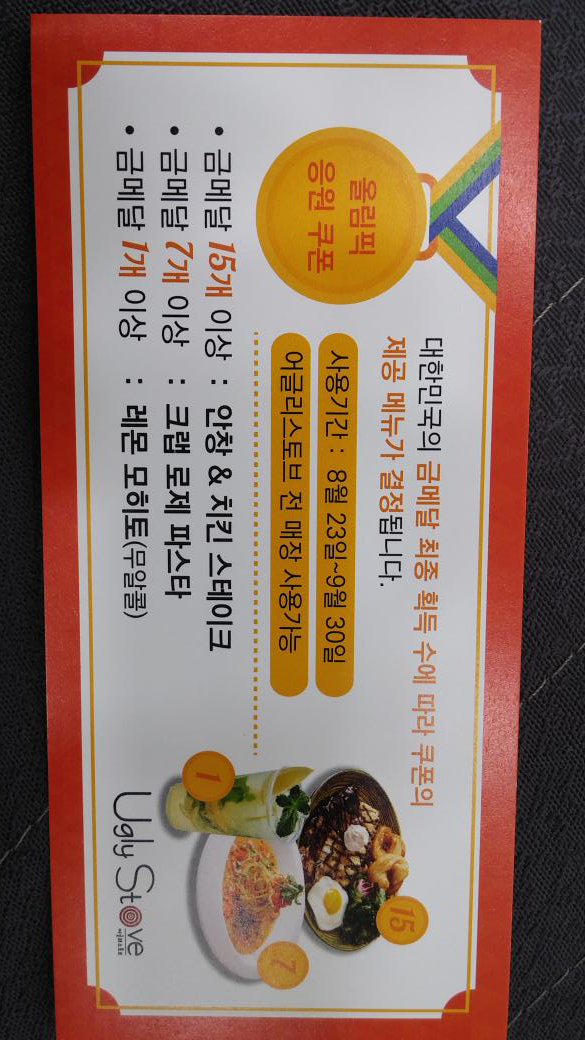 올림픽
응원 쿠폰
대한민국의 금메달 최종 획득 수에 따라 쿠폰의
제공 메뉴가 결정됩니다.
사용기간 : 8월 23일~9월 30일
어글리스토브 전 매장 사용가능
• 금메달 15개 이상 : 안창 & 치킨 스테이크
• 금메달 7개 이상 : 크랩 로제 파스타
• 금메달 1개 이상 : 레몬 모히토(무알콜)
15
7
1
Ugly Stove